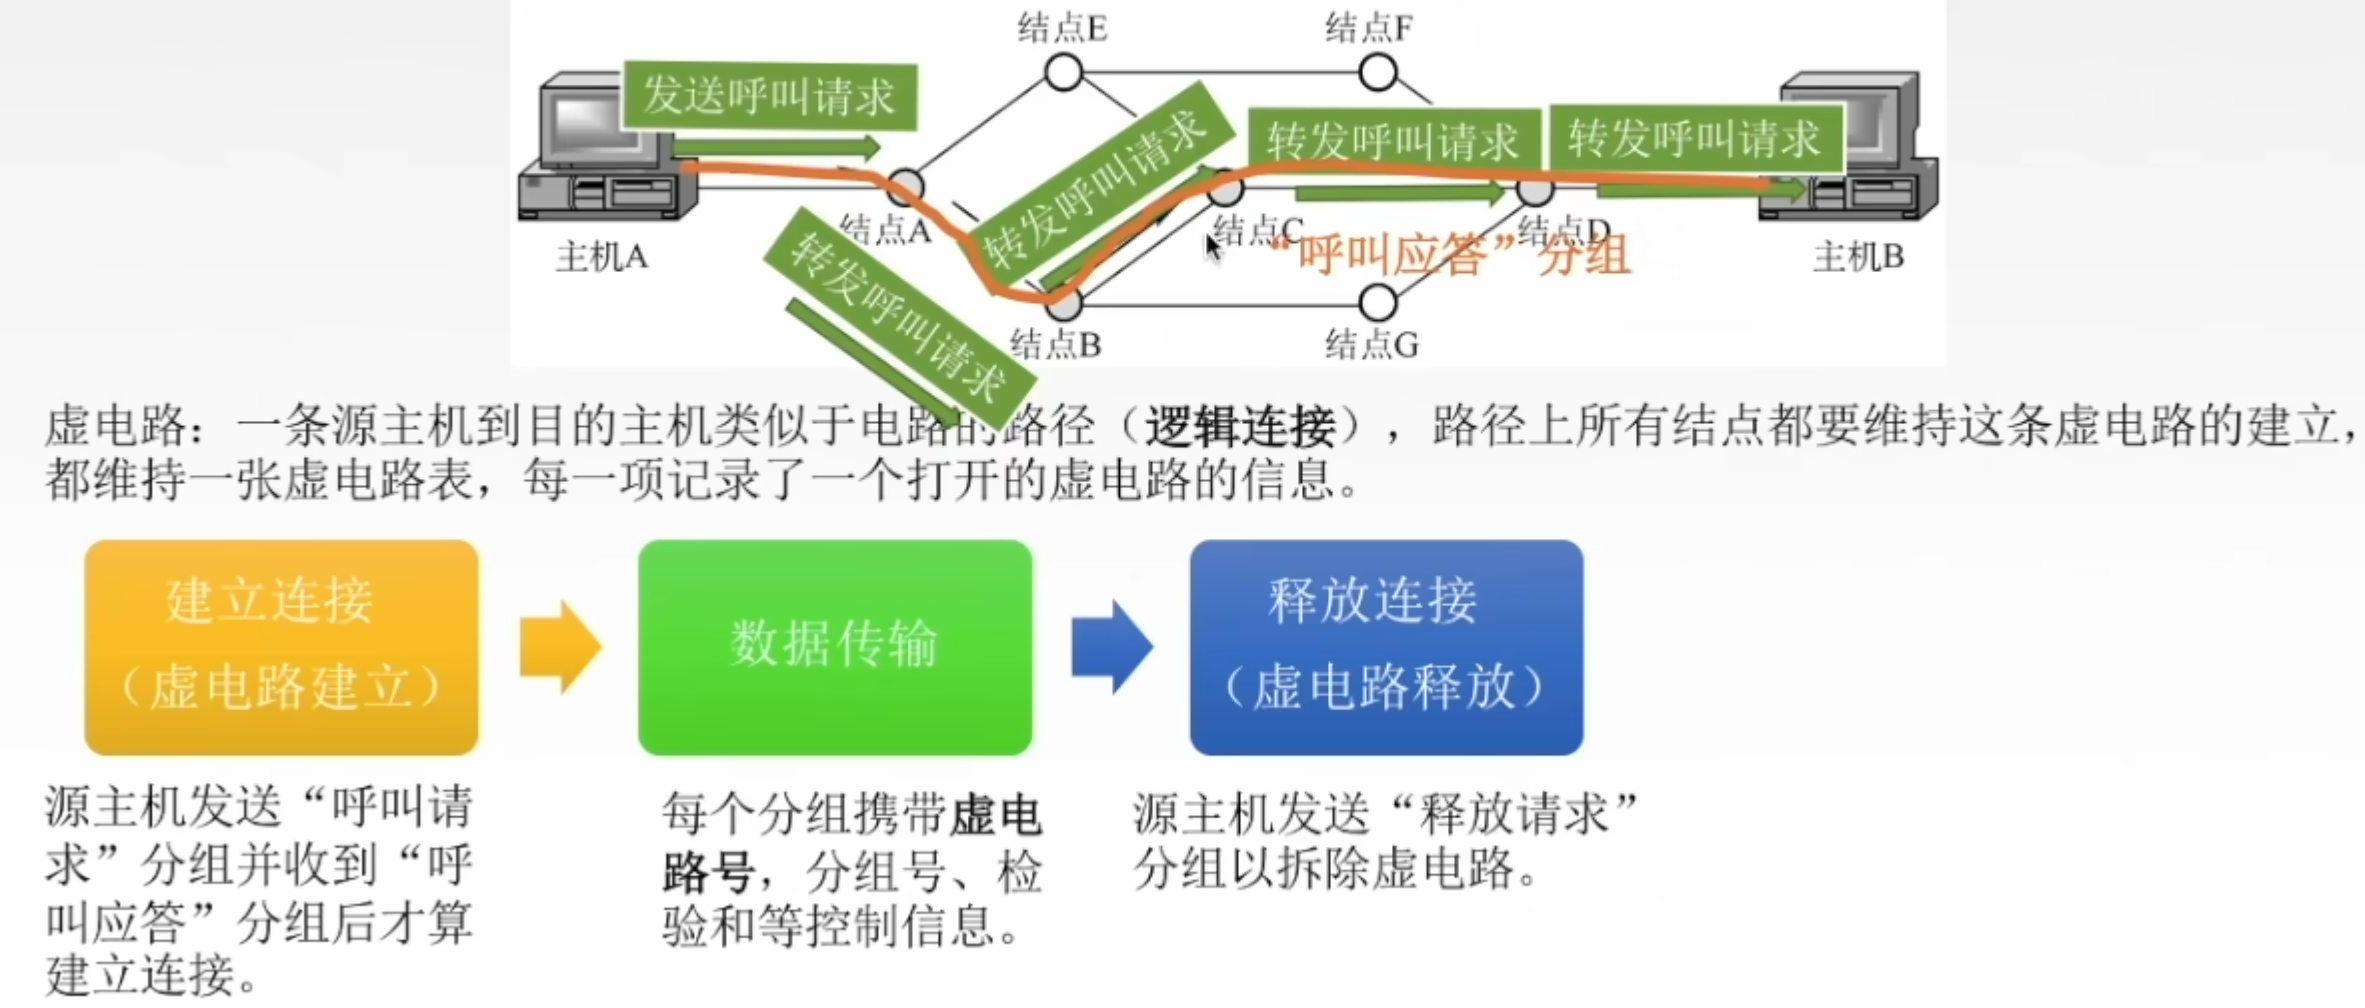 结点E
结点F
发送呼叫请求
转发呼叫请求
转发呼叫请求
转发呼叫请求
转发呼叫请求
结点A
结点C
结点D
主机A
“呼叫应答”分组
主机B
结点B
结点G
虚电路：一条源主机到目的主机类似于电路的路径（逻辑连接），路径上所有结点都要维持这条虚电路的建立，
都维持一张虚电路表，每一项记录了一个打开的虚电路的信息。
建立连接
（虚电路建立）
数据传输
释放连接
（虚电路释放）
源主机发送“呼叫请
求”分组并收到“呼
叫应答”分组后才算
建立连接。
每个分组携带虚电
路号，分组号、检
验和等控制信息。
源主机发送“释放请求”
分组以拆除虚电路。